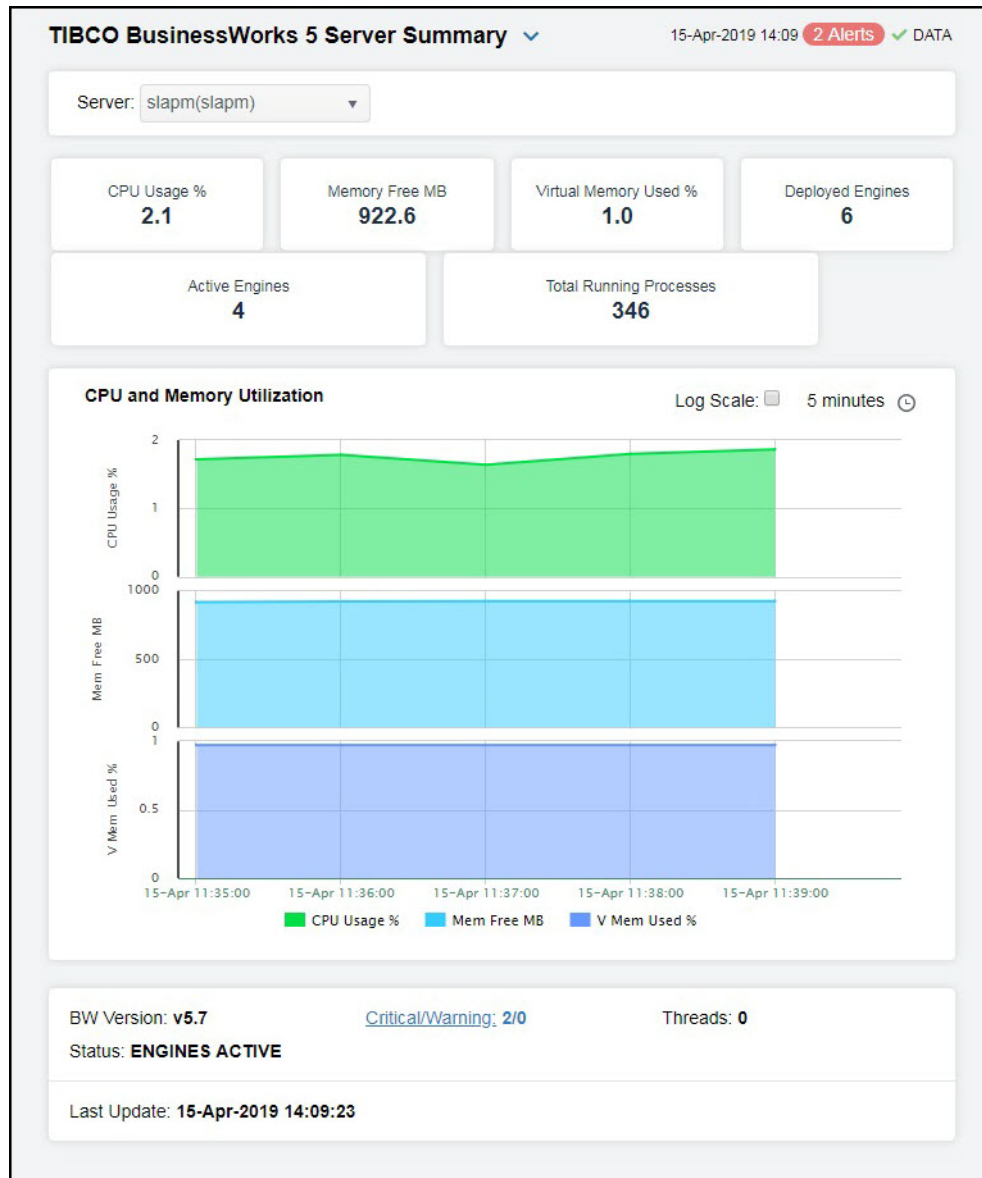 TIBCO BusinessWorks 5 Server Summary 15-Apr-2019 14:09 2 Alerts DATA
Server: slapm(slapm)
CPU Usage % Memory Free MB Virtual Memory Used % Deployed Engines
2.1 922.6 1.0 6
Active Engines Total Running Processes
4 346
CPU and Memory Utilization Log Scale: 5 minutes
2
CPU Usage %
1
0
1000
Mem Free MB
500
0
1
V Mem Used %
0.5
0
15-Apr 11:35:00 15-Apr 11:36:00 15-Apr 11:37:00 15-Apr 11:38:00 15-Apr 11:39:00
CPU Usage % Mem Free MB V Mem Used %
BW Version: v5.7 Critical/Warning: 2/0 Threads: 0
Status: ENGINES ACTIVE
Last Update: 15-Apr-2019 14:09:23